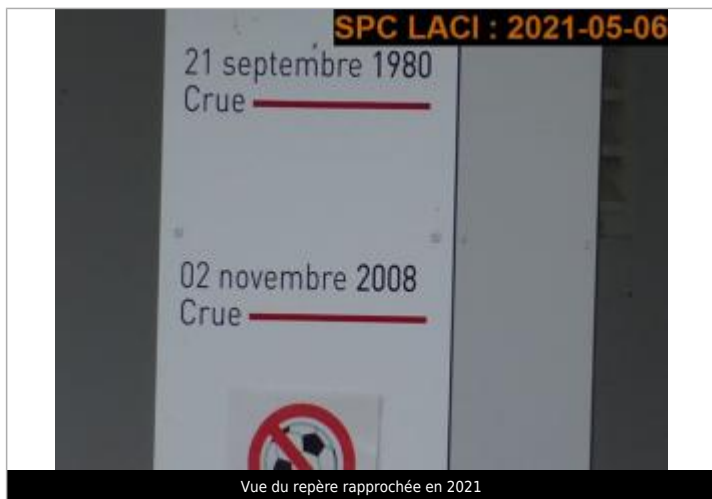 SPC LACI : 2021-05-06
21 septembre 1980
Crue
02 novembre 2008
Crue
Vue du repère rapprochée en 2021